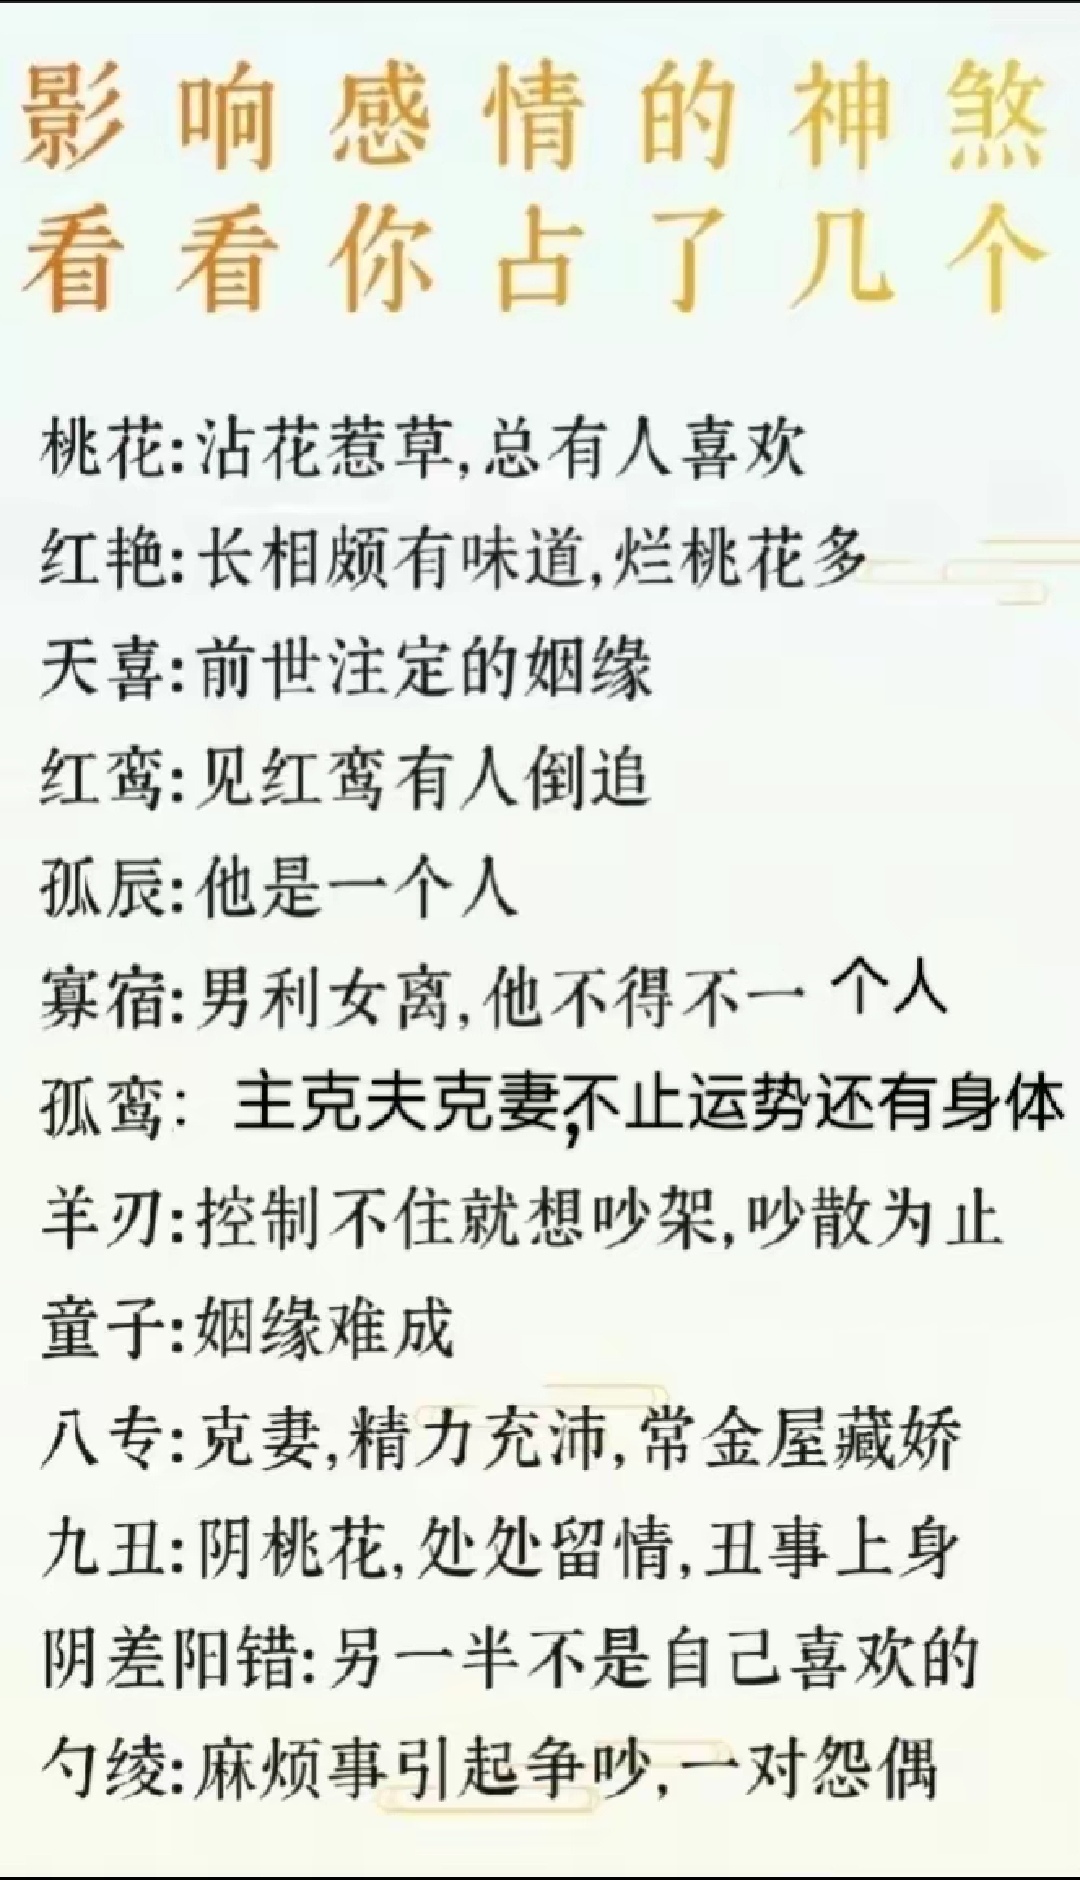 影响感情的神煞
看看你占了几个
桃花:沾花惹草,总有人喜欢
红艳:长相颇有味道,烂桃花多
天喜:前世注定的姻缘
红鸾:见红鸾有人倒追
孤辰:他是一个人
寡宿:男利女离,他不得不一个人
孤鸾:主克夫克妻,不止运势还有身体
羊刃:控制不住就想吵架,吵散为止
童子:姻缘难成
八专:克妻,精力充沛,常金屋藏娇
九丑:阴桃花,处处留情,丑事上身
阴差阳错:另一半不是自己喜欢的
勺绫:麻烦事引起争吵,一对怨偶